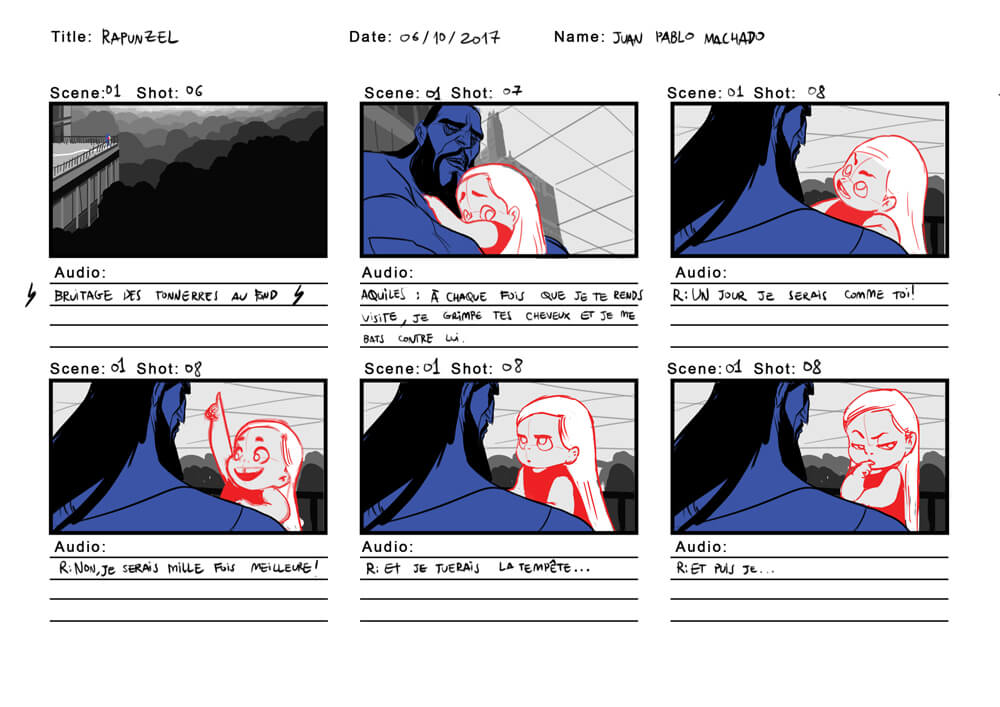 Title: RAPUNZEL Date: 06/10/2017 Name: JUAN PABLO MACHADO
Scene: 01 Shot: 06
Audio:
BRUITAGE DES TONNERRES AU FOND
Scene: 01 Shot: 07
Audio:
AQUILES : À CHAQUE FOIS QUE JE TE RENDS
VISITE, JE GRIMPE TES CHEVEUX ET JE ME
BATS CONTRE LUI.
Scene: 01 Shot: 08
Audio:
R: UN JOUR JE SERAIS COMME TOI!
Scene: 01 Shot: 08
Audio:
R: NON, JE SERAIS MILLE FOIS MEILLEURE!
Scene: 01 Shot: 08
Audio:
R: ET JE TUERAIS LA TEMPÊTE...
Scene: 01 Shot: 08
Audio:
R: ET PUIS JE...